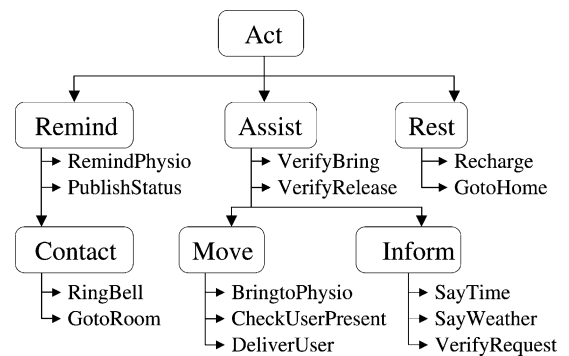 Act
Remind
Assist
Rest
RemindPhysio
PublishStatus
VerifyBring
VerifyRelease
Recharge
GotoHome
Contact
Move
Inform
RingBell
GotoRoom
BringtoPhysio
CheckUserPresent
DeliverUser
SayTime
SayWeather
VerifyRequest